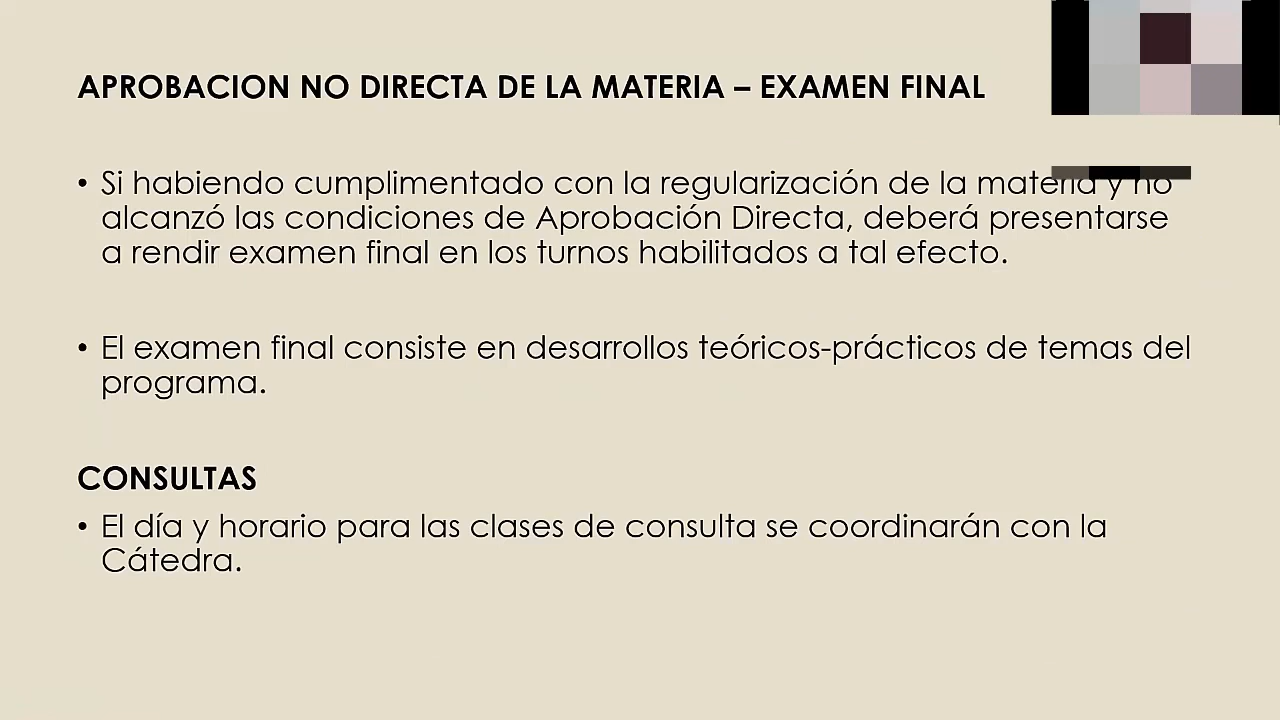 APROBACION NO DIRECTA DE LA MATERIA – EXAMEN FINAL
• Si habiendo cumplimentado con la regularización de la materia y no
alcanzó las condiciones de Aprobación Directa, deberá presentarse
a rendir examen final en los turnos habilitados a tal efecto.
• El examen final consiste en desarrollos teóricos-prácticos de temas del
programa.
CONSULTAS
• El día y horario para las clases de consulta se coordinarán con la
Cátedra.